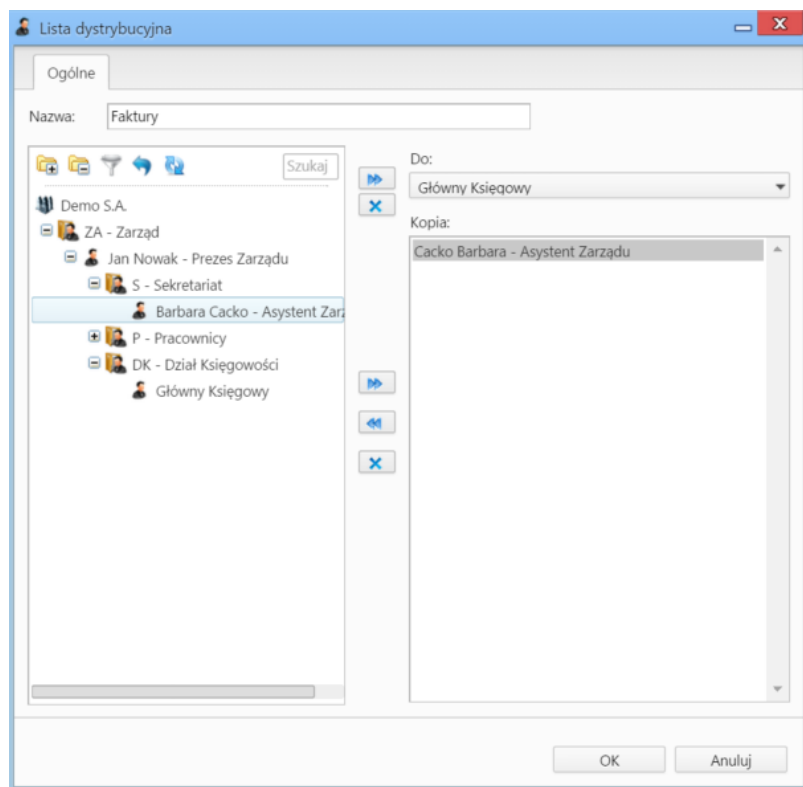 Lista dystrybucyjna
Ogólne
Nazwa: Faktury
Szukaj
Demo S.A.
ZA - Zarząd
Jan Nowak - Prezes Zarządu
S - Sekretariat
Barbara Cacko - Asystent Zarz
P - Pracownicy
DK - Dział Księgowości
Główny Księgowy
Do:
Główny Księgowy
Kopia:
Cacko Barbara - Asystent Zarządu
OK Anuluj